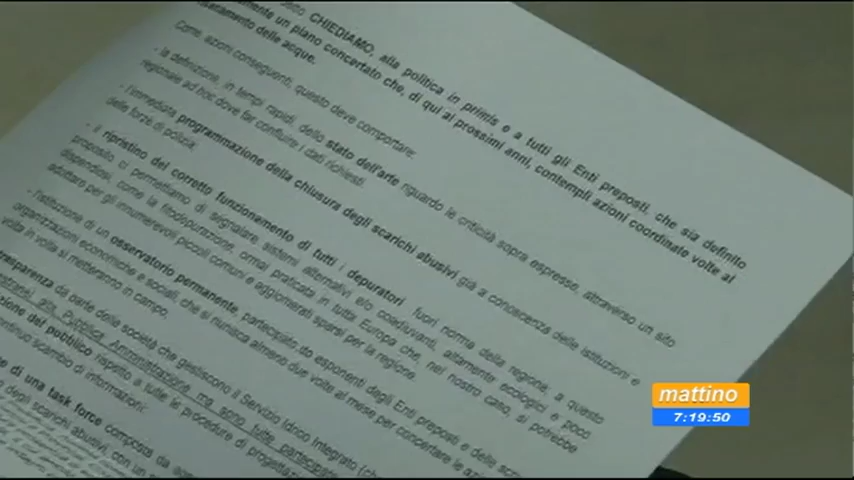 CHIEDIAMO, alla politica in primis e a tutti gli Enti preposti, che sia definito
un piano concertato che, di qui ai prossimi anni, contempli azioni coordinate volte al
delle acque.
Come azioni conseguenti, questo deve comportare:
- la definizione, in tempi rapidi, dello stato dell'arte riguardo le criticità sopra espresse, attraverso un sito
regionale ad hoc dove far confluire i dati richiesti
- l'immediata programmazione della chiusura degli scarichi abusivi già a conoscenza delle istituzioni e
delle forze di polizia;
- il ripristino del corretto funzionamento di tutti i depuratori fuori norma della regione; a questo
proposito ci permettiamo di segnalare sistemi alternativi e/o coadiuvanti, altamente ecologici e poco
dispendiosi, come la fitodepurazione, ormai praticata in tutta Europa che, nel nostro caso, si potrebbe
adottare per gli innumerevoli piccoli comuni e agglomerati sparsi per la regione.
- l'istituzione di un osservatorio permanente, partecipato da esponenti degli Enti preposti e delle
organizzazioni economiche e sociali, che si riunisca almeno due volte al mese per concertare le
volta in volta si metteranno in campo.
da parte delle società che gestiscono il Servizio Idrico Integrato
alla Pubblica Amministrazione ma sono tutte
del pubblico rispetto a tutte le procedure di
scambio di informazioni;
di una task force composta da
degli scarichi abusivi, con un
mattino
7:19:50